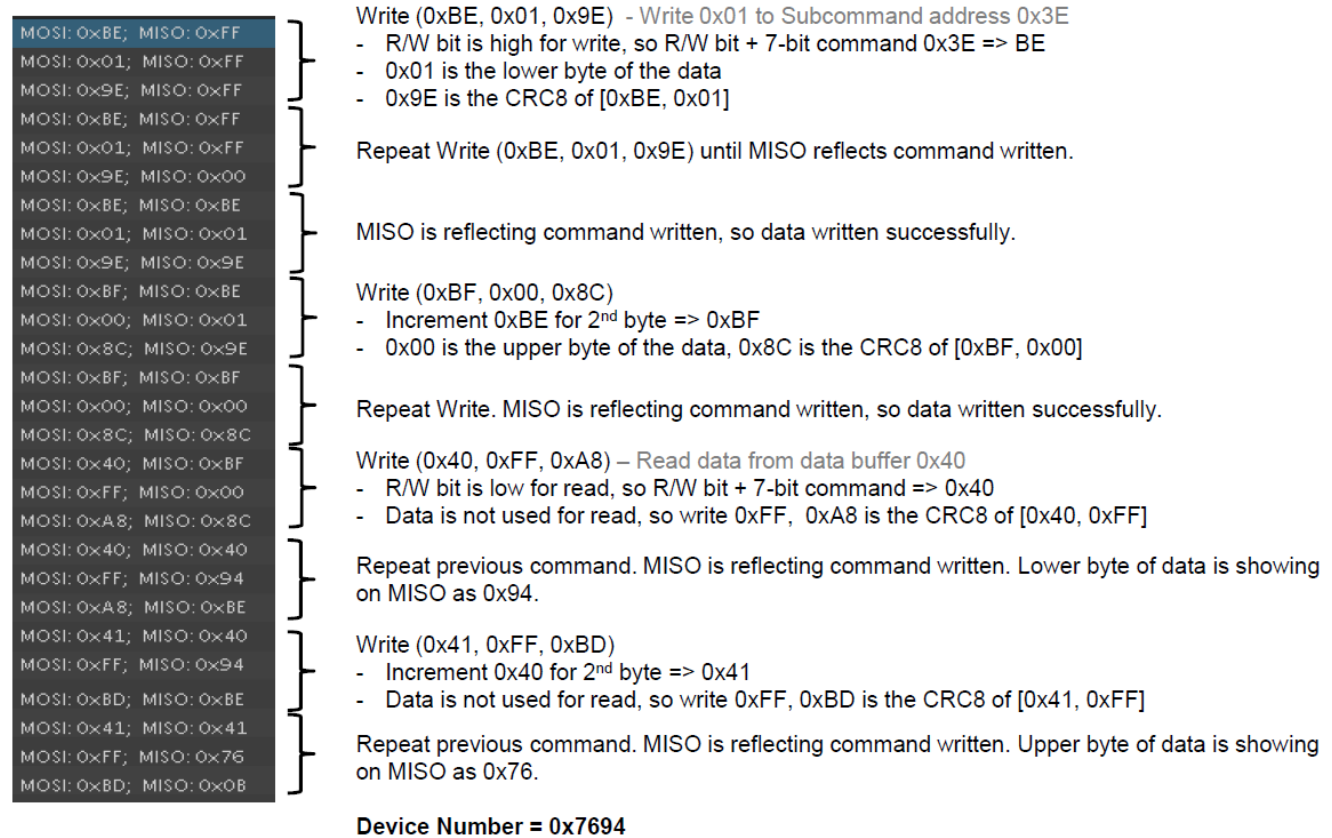 Write (0xBE, 0x01, 0x9E) - Write 0x01 to Subcommand address 0x3E
MOSI: 0xBE; MISO: 0xFF
- R/W bit is high for write, so R/W bit + 7-bit command 0x3E => BE
MOSI: 0x01; MISO: 0xFF
- 0x01 is the lower byte of the data
MOSI: 0x9E; MISO: 0xFF
- 0x9E is the CRC8 of [0xBE, 0x01]
MOSI: 0xBE; MISO: 0xFF
MOSI: 0x01; MISO: 0xFF
Repeat Write (0xBE, 0x01, 0x9E) until MISO reflects command written.
MOSI: 0x9E; MISO: 0x00
MOSI: 0xBE; MISO: 0xBE
MOSI: 0x01; MISO: 0x01
MISO is reflecting command written, so data written successfully.
MOSI: 0x9E; MISO: 0x9E
MOSI: 0xBF; MISO: 0xBE
Write (0xBF, 0x00, 0x8C)
MOSI: 0x00; MISO: 0x01
- Increment 0xBE for 2nd byte => 0xBF
MOSI: 0x8C; MISO: 0x9E
- 0x00 is the upper byte of the data, 0x8C is the CRC8 of [0xBF, 0x00]
MOSI: 0xBF; MISO: 0xBF
MOSI: 0x00; MISO: 0x00
Repeat Write. MISO is reflecting command written, so data written successfully.
MOSI: 0x8C; MISO: 0x8C
MOSI: 0x40; MISO: 0xBF
Write (0x40, 0xFF, 0xA8) – Read data from data buffer 0x40
MOSI: 0xFF; MISO: 0x00
- R/W bit is low for read, so R/W bit + 7-bit command => 0x40
MOSI: 0xA8; MISO: 0x8C
- Data is not used for read, so write 0xFF, 0xA8 is the CRC8 of [0x40, 0xFF]
MOSI: 0x40; MISO: 0x40
MOSI: 0xFF; MISO: 0x94
Repeat previous command. MISO is reflecting command written. Lower byte of data is showing
on MISO as 0x94.
MOSI: 0xA8; MISO: 0xBE
MOSI: 0x41; MISO: 0x40
Write (0x41, 0xFF, 0xBD)
MOSI: 0xFF; MISO: 0x94
- Increment 0x40 for 2nd byte => 0x41
MOSI: 0xBD; MISO: 0xBE
- Data is not used for read, so write 0xFF, 0xBD is the CRC8 of [0x41, 0xFF]
MOSI: 0x41; MISO: 0x41
Repeat previous command. MISO is reflecting command written. Upper byte of data is showing
MOSI: 0xFF; MISO: 0x76
on MISO as 0x76.
MOSI: 0xBD; MISO: 0x0B
Device Number = 0x7694